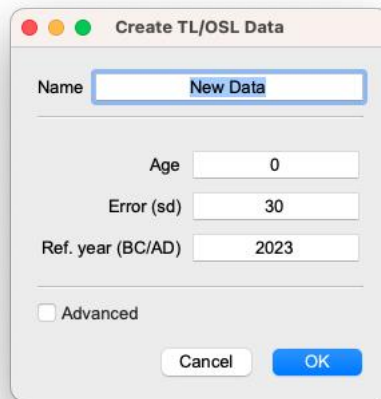 Create TL/OSL Data
Name New Data
Age 0
Error (sd) 30
Ref. year (BC/AD) 2023
Advanced
Cancel OK